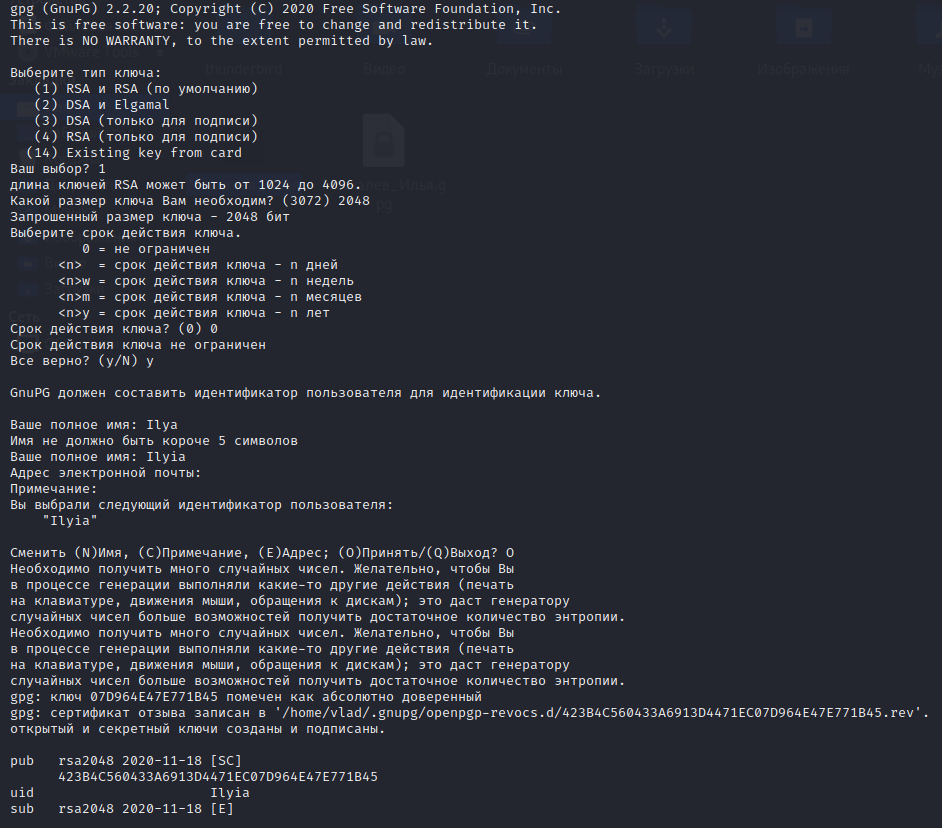 gpg (GnuPG) 2.2.20; Copyright (C) 2020 Free Software Foundation, Inc.
This is free software: you are free to change and redistribute it.
There is NO WARRANTY, to the extent permitted by law.
thunderbird Видео Документы Загрузки Изображения
Выберите тип ключа:
(1) RSA и RSA (по умолчанию)
(2) DSA и Elgamal
(3) DSA (только для подписи)
(4) RSA (только для подписи)
(14) Existing key from card
Ваш выбор? 1
длина ключей RSA может быть от 1024 до 4096.
Какой размер ключа Вам необходим? (3072) 2048
Запрошенный размер ключа - 2048 бит
Выберите срок действия ключа.
0 = не ограничен
<n>  = срок действия ключа - n дней
<n>w = срок действия ключа - n недель
<n>m = срок действия ключа - n месяцев
<n>y = срок действия ключа - n лет
Срок действия ключа? (0) 0
Срок действия ключа не ограничен
Все верно? (y/N) y
GnuPG должен составить идентификатор пользователя для идентификации ключа.
Ваше полное имя: Ilya
Имя не должно быть короче 5 символов
Ваше полное имя: Ilyia
Адрес электронной почты:
Примечание:
Вы выбрали следующий идентификатор пользователя:
"Ilyia"
Сменить (N)Имя, (C)Примечание, (E)Адрес; (O)Принять/(Q)Выход? O
Необходимо получить много случайных чисел. Желательно, чтобы Вы
в процессе генерации выполняли какие-то другие действия (печать
на клавиатуре, движения мыши, обращения к дискам); это даст генератору
случайных чисел больше возможностей получить достаточное количество энтропии.
Необходимо получить много случайных чисел. Желательно, чтобы Вы
в процессе генерации выполняли какие-то другие действия (печать
на клавиатуре, движения мыши, обращения к дискам); это даст генератору
случайных чисел больше возможностей получить достаточное количество энтропии.
gpg: ключ 07D964E47E771B45 помечен как абсолютно доверенный
gpg: сертификат отзыва записан в '/home/vlad/.gnupg/openpgp-revocs.d/423B4C560433A6913D4471EC07D964E47E771B45.rev'.
открытый и секретный ключи созданы и подписаны.
pub   rsa2048 2020-11-18 [SC]
423B4C560433A6913D4471EC07D964E47E771B45
uid                      Ilyia
sub   rsa2048 2020-11-18 [E]